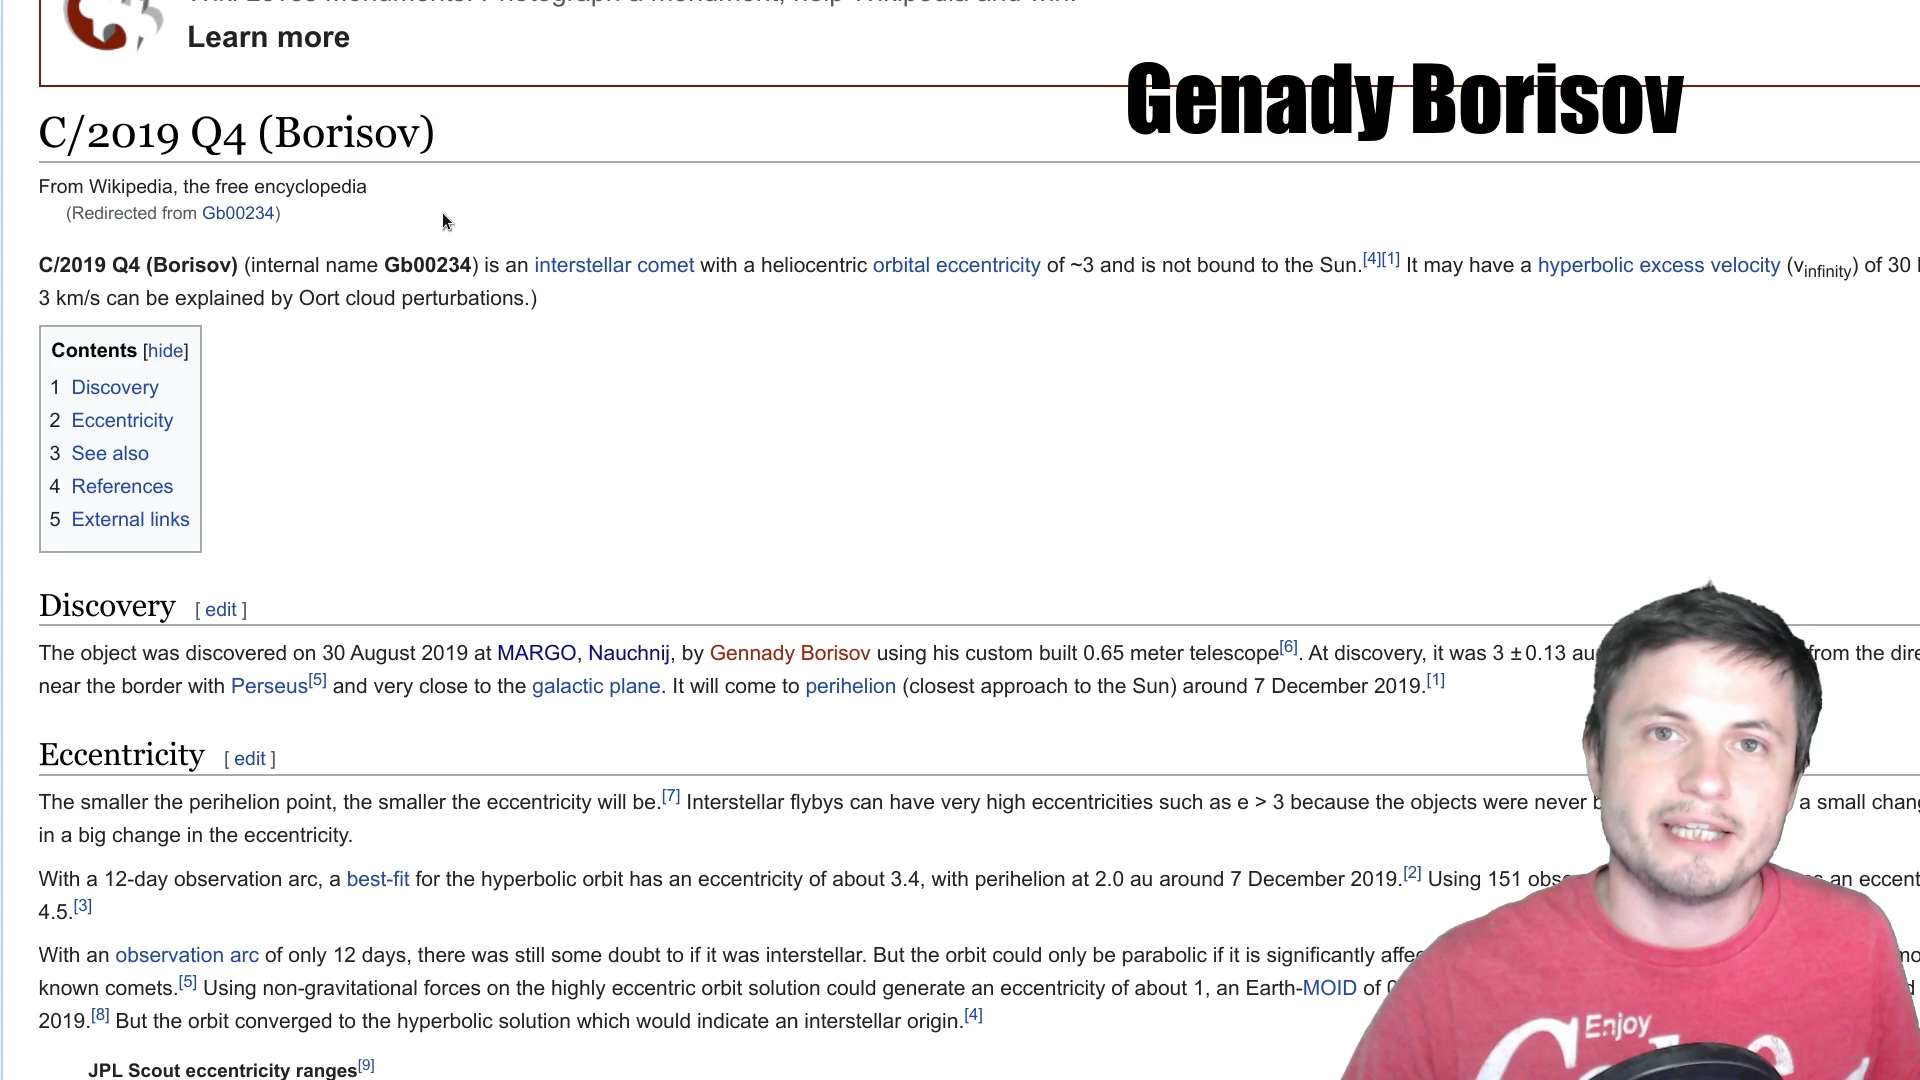 Learn more
Genady Borisov
C/2019 Q4 (Borisov)
From Wikipedia, the free encyclopedia
(Redirected from Gb00234)
C/2019 Q4 (Borisov) (internal name Gb00234) is an interstellar comet with a heliocentric orbital eccentricity of ~3 and is not bound to the Sun.[4][1] It may have a hyperbolic excess velocity (vinfinity) of 30
3 km/s can be explained by Oort cloud perturbations.)
Contents [hide]
1 Discovery
2 Eccentricity
3 See also
4 References
5 External links
Discovery [ edit ]
The object was discovered on 30 August 2019 at MARGO, Nauchnij, by Gennady Borisov using his custom built 0.65 meter telescope[6]. At discovery, it was 3 ±0.13 au from the
near the border with Perseus[5] and very close to the galactic plane. It will come to perihelion (closest approach to the Sun) around 7 December 2019.[1]
Eccentricity [ edit ]
The smaller the perihelion point, the smaller the eccentricity will be.[7] Interstellar flybys can have very high eccentricities such as e > 3 because the objects were never a small
in a big change in the eccentricity.
With a 12-day observation arc, a best-fit for the hyperbolic orbit has an eccentricity of about 3.4, with perihelion at 2.0 au around 7 December 2019.[2] Using 151 an
4.5.[3]
With an observation arc of only 12 days, there was still some doubt to if it was interstellar. But the orbit could only be parabolic if it is significantly
known comets.[5] Using non-gravitational forces on the highly eccentric orbit solution could generate an eccentricity of about 1, an Earth-MOID of
2019.[8] But the orbit converged to the hyperbolic solution which would indicate an interstellar origin.[4]
Enjoy
JPL Scout eccentricity ranges[9]